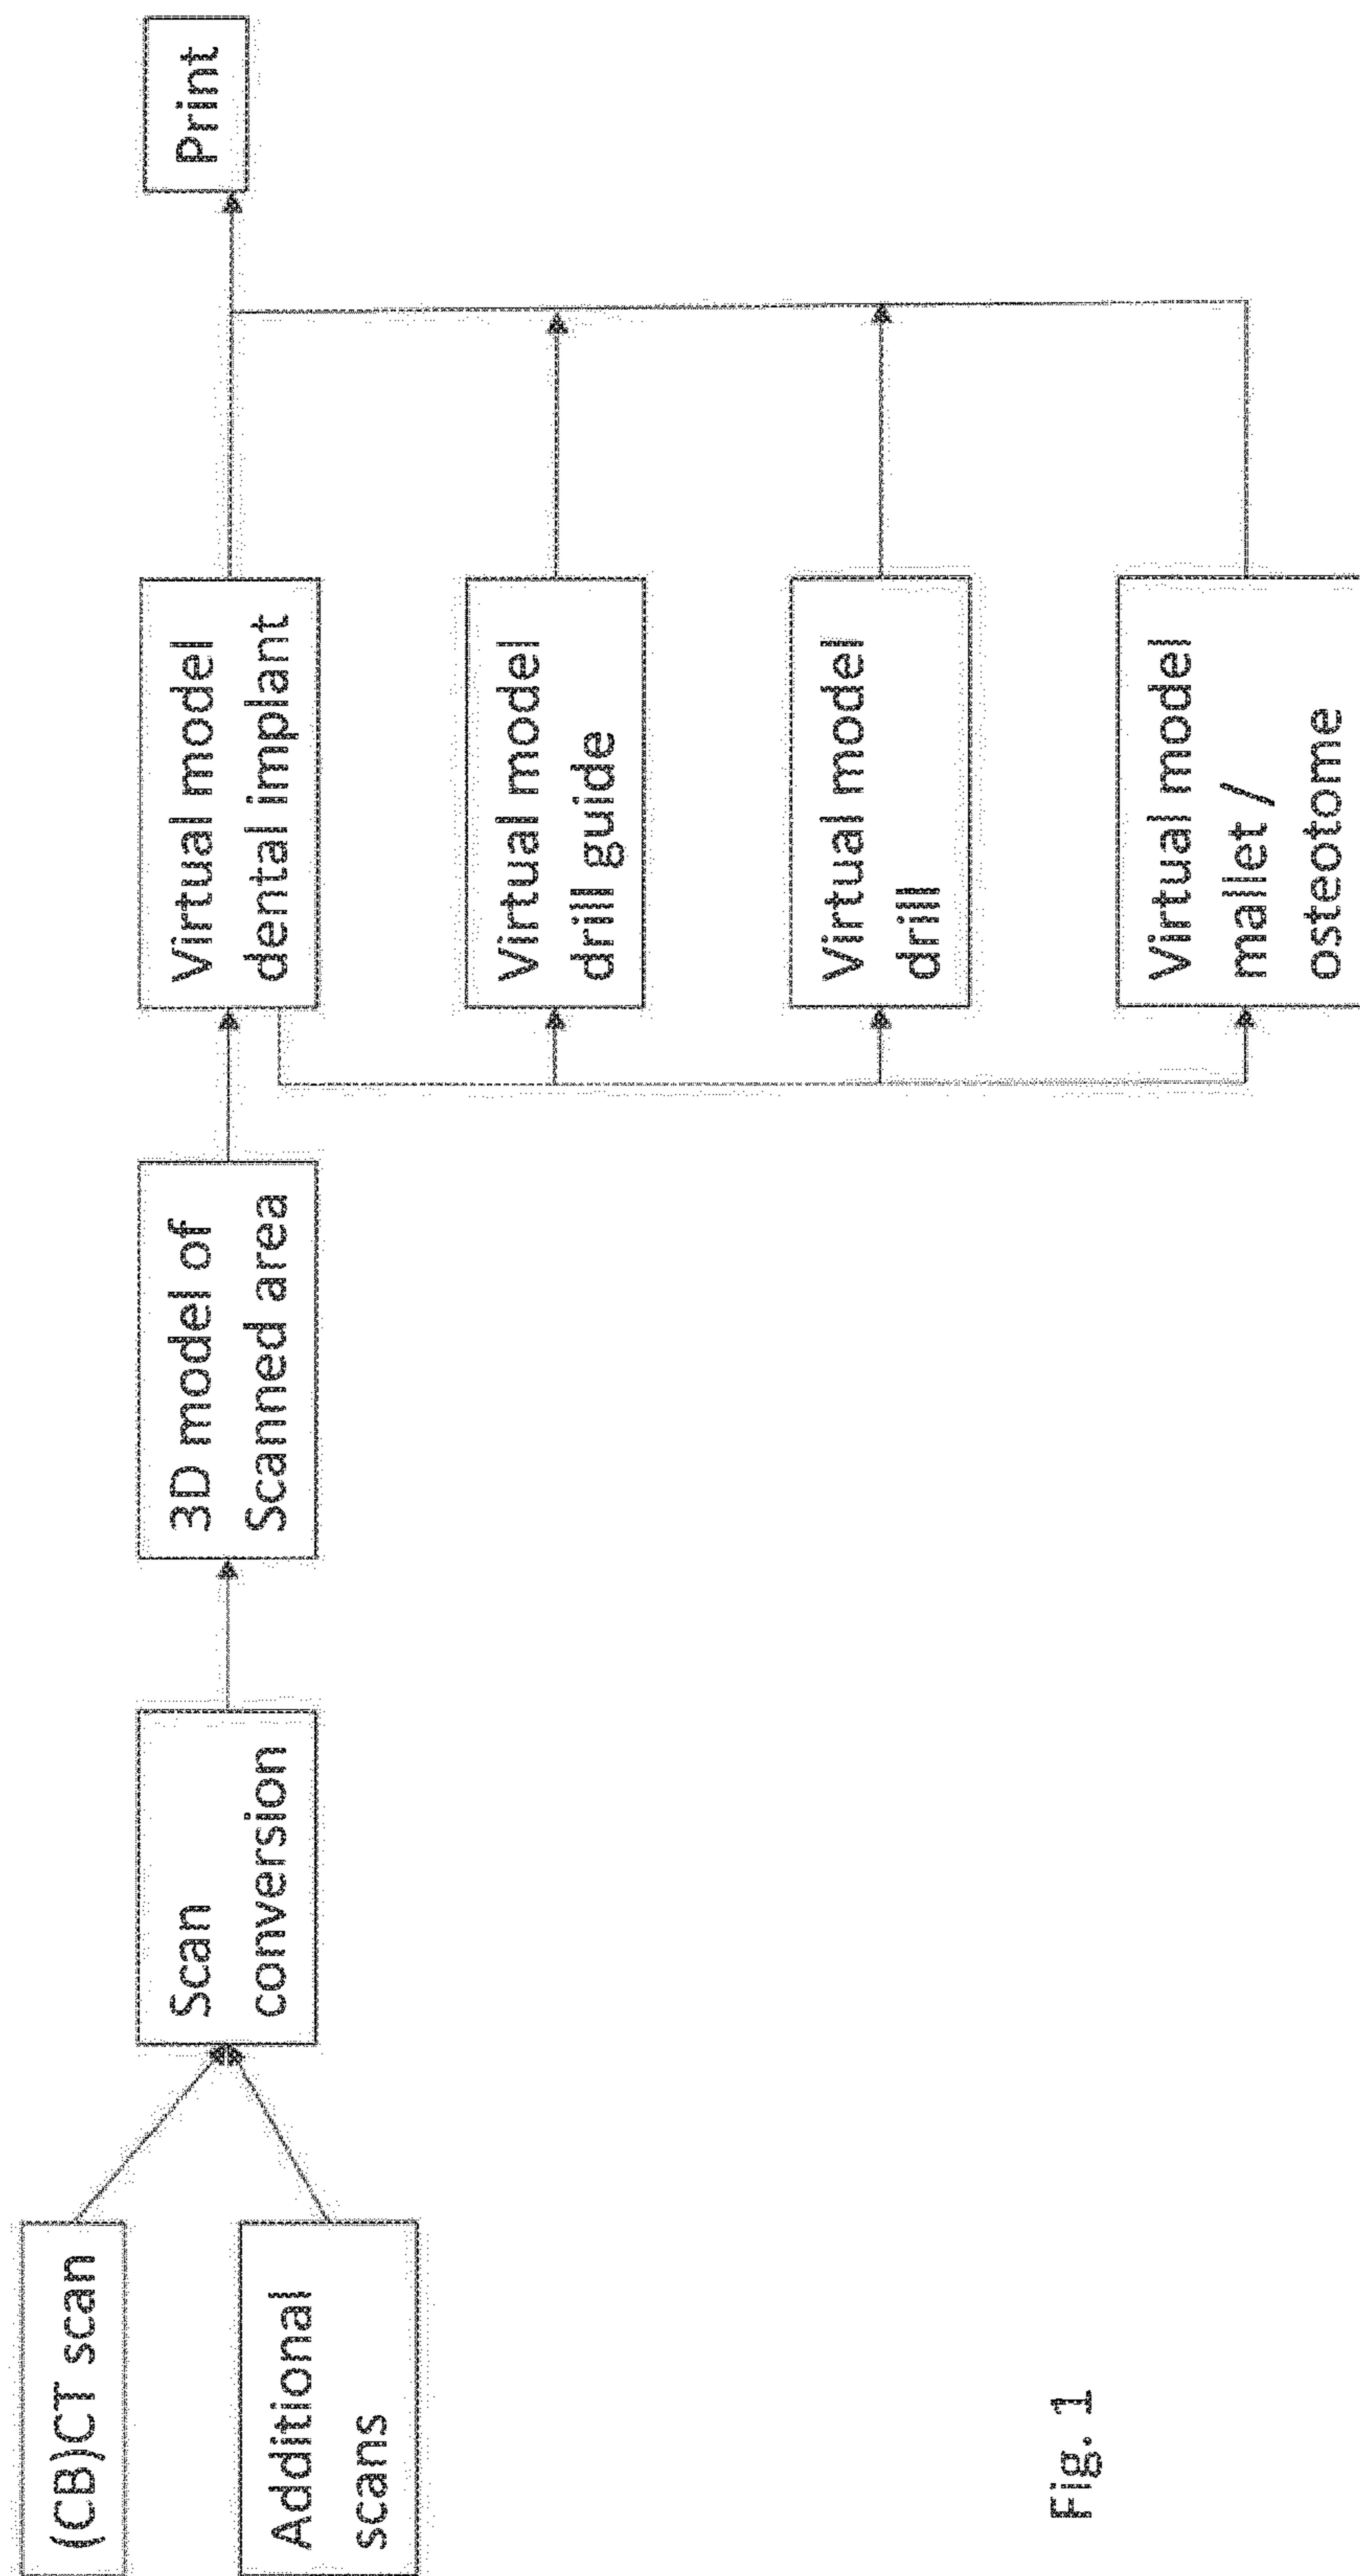 (CB)CT scan
Additional
scans
Scan
conversion
3D model of
Scanned area
Virtual model
dental implant
Virtual model
drill guide
Virtual model
drill
Virtual model
mallet /
osteotome
Print
Fig. 1